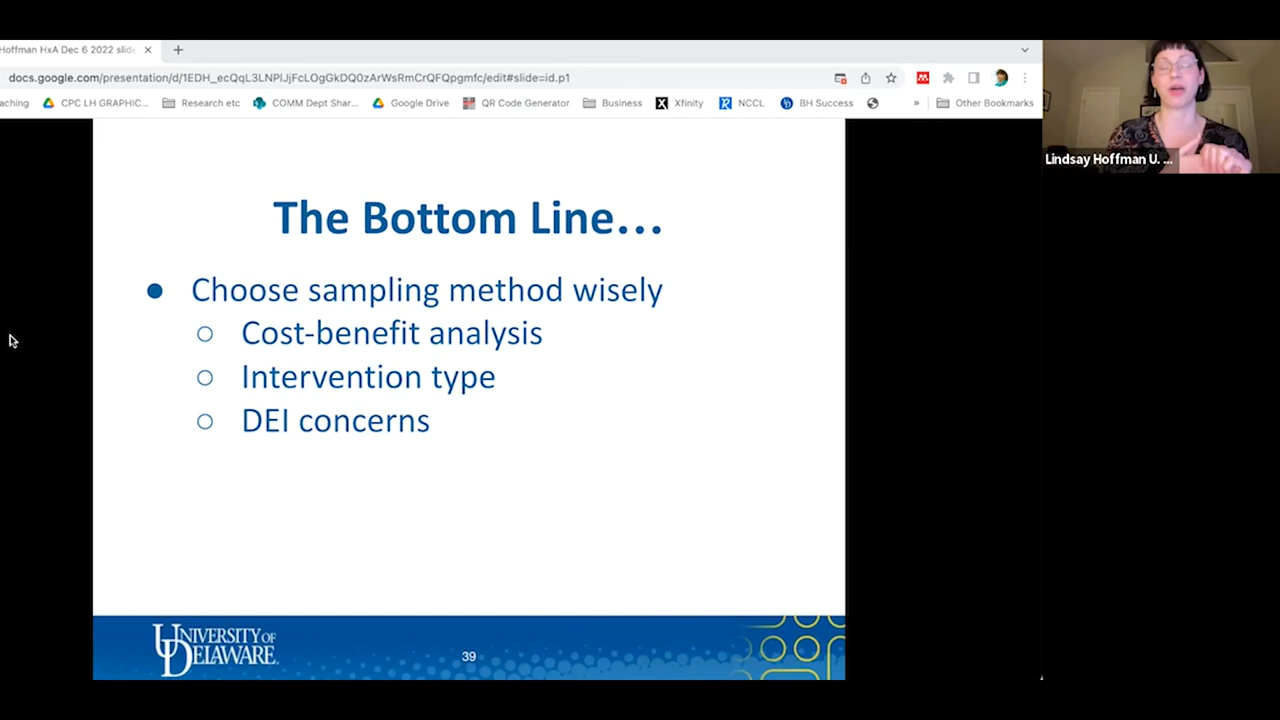 Hoffman HxA Dec 6 2022 slide
docs.google.com/presentation/d/1EDH_ecQqL3LNPlJjFcLOgGkDQ0zArWsRmCrQFQpgmfc/edit#slide=id.p1
aching CPC LH GRAPHIC... Research etc COMM Dept Shar... Google Drive QR Code Generator Business Xfinity NCCL BH Success » Other Bookmarks
Lindsay Hoffman U. ...
The Bottom Line...
● Choose sampling method wisely
○ Cost-benefit analysis
○ Intervention type
○ DEI concerns
UNIVERSITY OF
DELAWARE
39